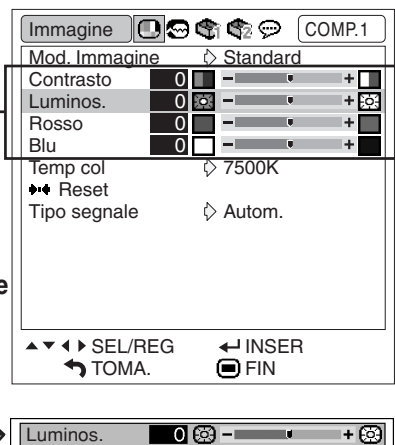 Immagine COMP.1
Mod. Immagine Standard
Contrasto 0 - +
Luminos. 0 - +
Rosso 0 - +
Blu 0 - +
Temp col 7500K
Reset
Tipo segnale Autom.
e
SEL/REG INSER
TOMA. FIN
Luminos. 0 - +